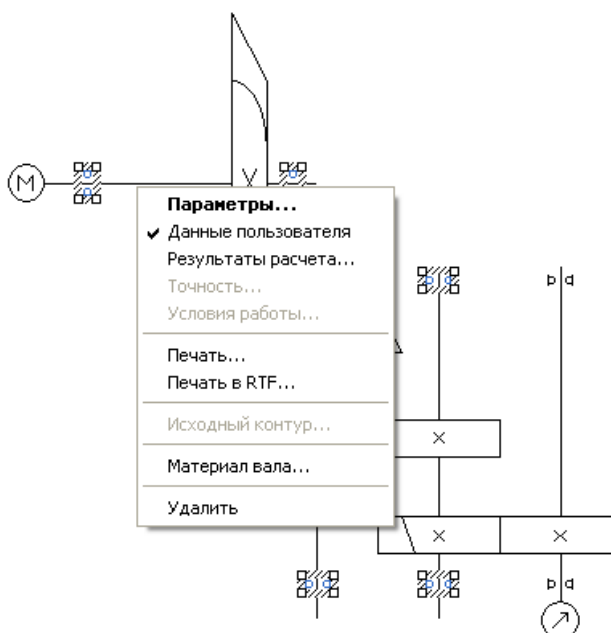 M
Параметры...
Данные пользователя
Результаты расчета...
Точность...
Условия работы...
Печать...
Печать в RTF...
Исходный контур...
Материал вала...
Удалить